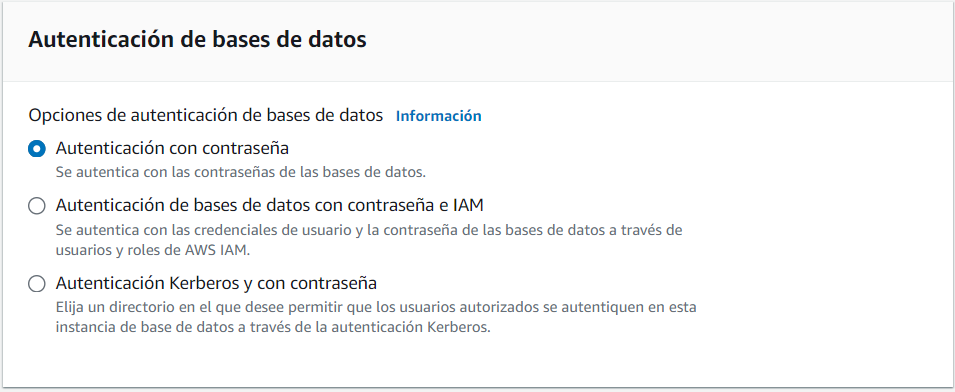 Autenticación de bases de datos
Opciones de autenticación de bases de datos Información
Autenticación con contraseña
Se autentica con las contraseñas de las bases de datos.
Autenticación de bases de datos con contraseña e IAM
Se autentica con las credenciales de usuario y la contraseña de las bases de datos a través de
usuarios y roles de AWS IAM.
Autenticación Kerberos y con contraseña
Elija un directorio en el que desee permitir que los usuarios autorizados se autentiquen en esta
instancia de base de datos a través de la autenticación Kerberos.